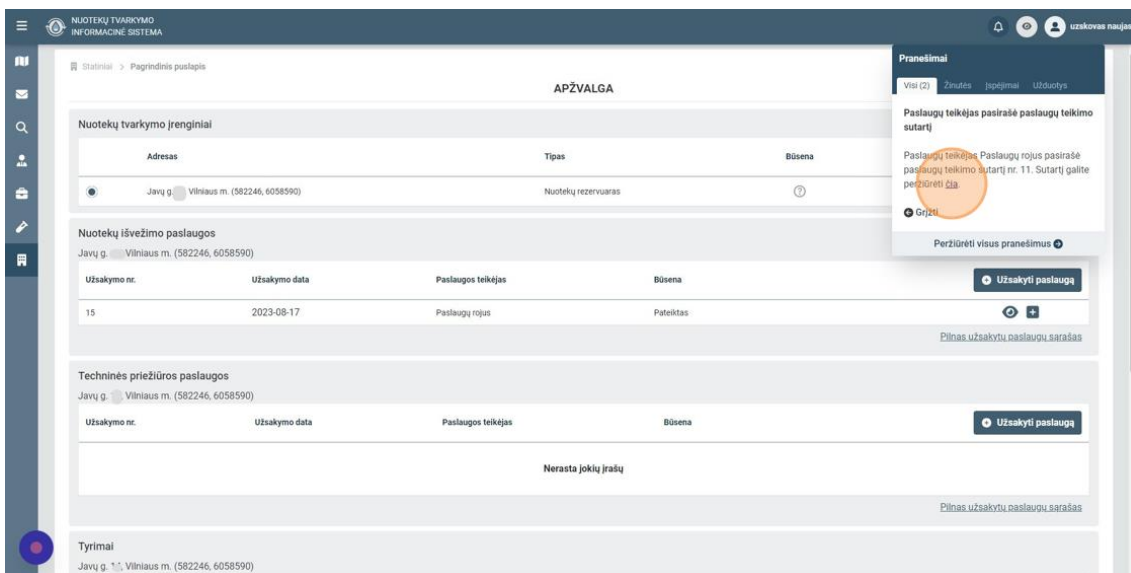 NUOTEKŲ TVARKYMO
INFORMACINĖ SISTEMA
uzskovas naujas
Statiniai > Pagrindinis puslapis
APŽVALGA
Nuotekų tvarkymo įrenginiai
Adresas Tipas Būsena
Javų g. Vilniaus m. (582246, 6058590) Nuotekų rezervuaras
Nuotekų išvežimo paslaugos
Javų g. Vilniaus m. (582246, 6058590)
Užsakymo nr. Užsakymo data Paslaugos teikėjas Būsena Užsakyti paslaugą
15 2023-08-17 Paslaugų rojus Pateiktas
Pilnas užsakytų paslaugų sąrašas
Techninės priežiūros paslaugos
Javų g. Vilniaus m. (582246, 6058590)
Užsakymo nr. Užsakymo data Paslaugos teikėjas Būsena Užsakyti paslaugą
Nerasta jokių įrašų
Pilnas užsakytų paslaugų sąrašas
Tyrimai
Javų g. Vilniaus m. (582246, 6058590)
Pranešimai
Visi (2) Žinutės Įspėjimai Užduotys
Paslaugų teikėjas pasirašė paslaugų teikimo
sutartį
Paslaugų teikėjas Paslaugų rojus pasirašė
paslaugų teikimo sutartį nr. 11. Sutartį galite
peržiūrėti čia.
Grįžti
Peržiūrėti visus pranešimus